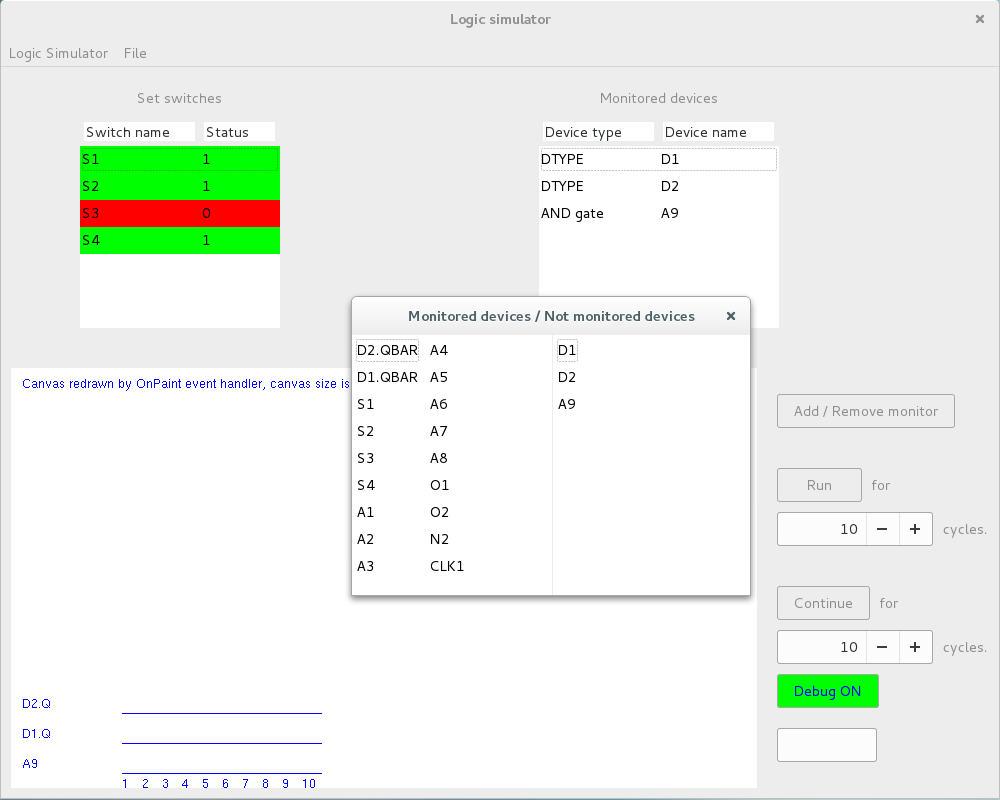 Logic simulator ×
Logic Simulator File
Set switches
Monitored devices
Switch name Status
S1 1
S2 1
S3 0
S4 1
Device type Device name
DTYPE D1
DTYPE D2
AND gate A9
Monitored devices / Not monitored devices ×
D2.QBAR A4 D1
D1.QBAR A5 D2
S1 A6 A9
S2 A7
S3 A8
S4 O1
A1 O2
A2 N2
A3 CLK1
Canvas redrawn by OnPaint event handler, canvas size is
Add / Remove monitor
Run for
10 − + cycles.
Continue for
10 − + cycles.
Debug ON
D2.Q
D1.Q
A9
1 2 3 4 5 6 7 8 9 10